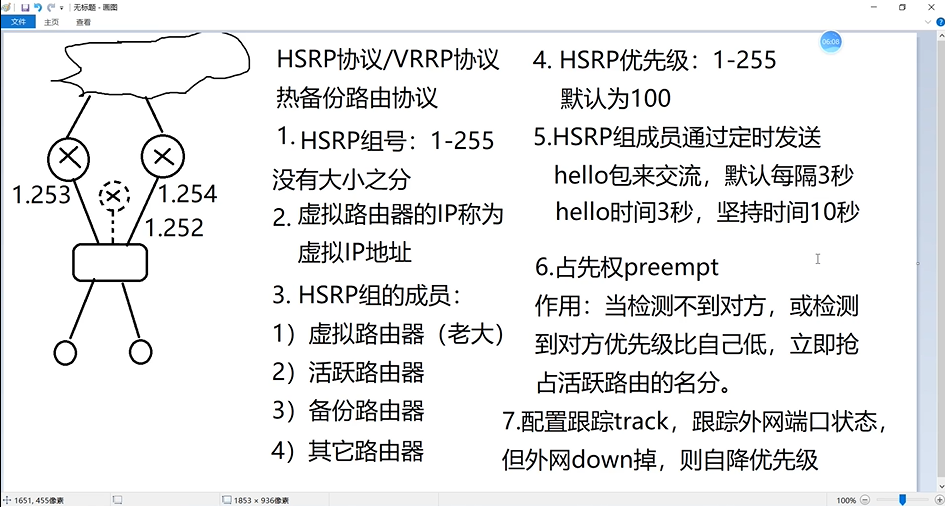 无标题 - 画图
文件 主页 查看
06:08
HSRP协议/VRRP协议
热备份路由协议
1. HSRP组号：1-255
没有大小之分
2. 虚拟路由器的IP称为
虚拟IP地址
3. HSRP组的成员：
1）虚拟路由器（老大）
2）活跃路由器
3）备份路由器
4）其它路由器
1.253
1.254
1.252
4. HSRP优先级：1-255
默认为100
5.HSRP组成员通过定时发送
hello包来交流，默认每隔3秒
hello时间3秒，坚持时间10秒
6.占先权preempt
作用：当检测不到对方，或检测
到对方优先级比自己低，立即抢
占活跃路由的名分。
7.配置跟踪track，跟踪外网端口状态，
但外网down掉，则自降优先级
1651, 455像素
1853 × 936像素
100%